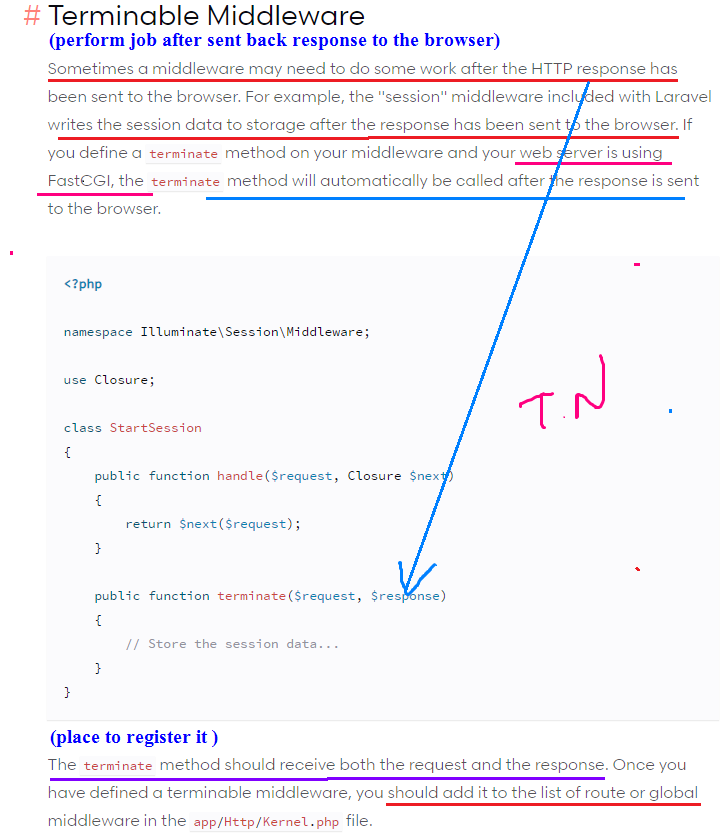 # Terminable Middleware
(perform job after sent back response to the browser)
Sometimes a middleware may need to do some work after the HTTP response has
been sent to the browser. For example, the "session" middleware included with Laravel
writes the session data to storage after the response has been sent to the browser. If
you define a terminate method on your middleware and your web server is using
FastCGI, the terminate method will automatically be called after the response is sent
to the browser.
<?php
namespace Illuminate\Session\Middleware;
use Closure;
class StartSession
{
    public function handle($request, Closure $next)
    {
        return $next($request);
    }
    public function terminate($request, $response)
    {
        // Store the session data...
    }
}
T.N
(place to register it )
The terminate method should receive both the request and the response. Once you
have defined a terminable middleware, you should add it to the list of route or global
middleware in the app/Http/Kernel.php file.